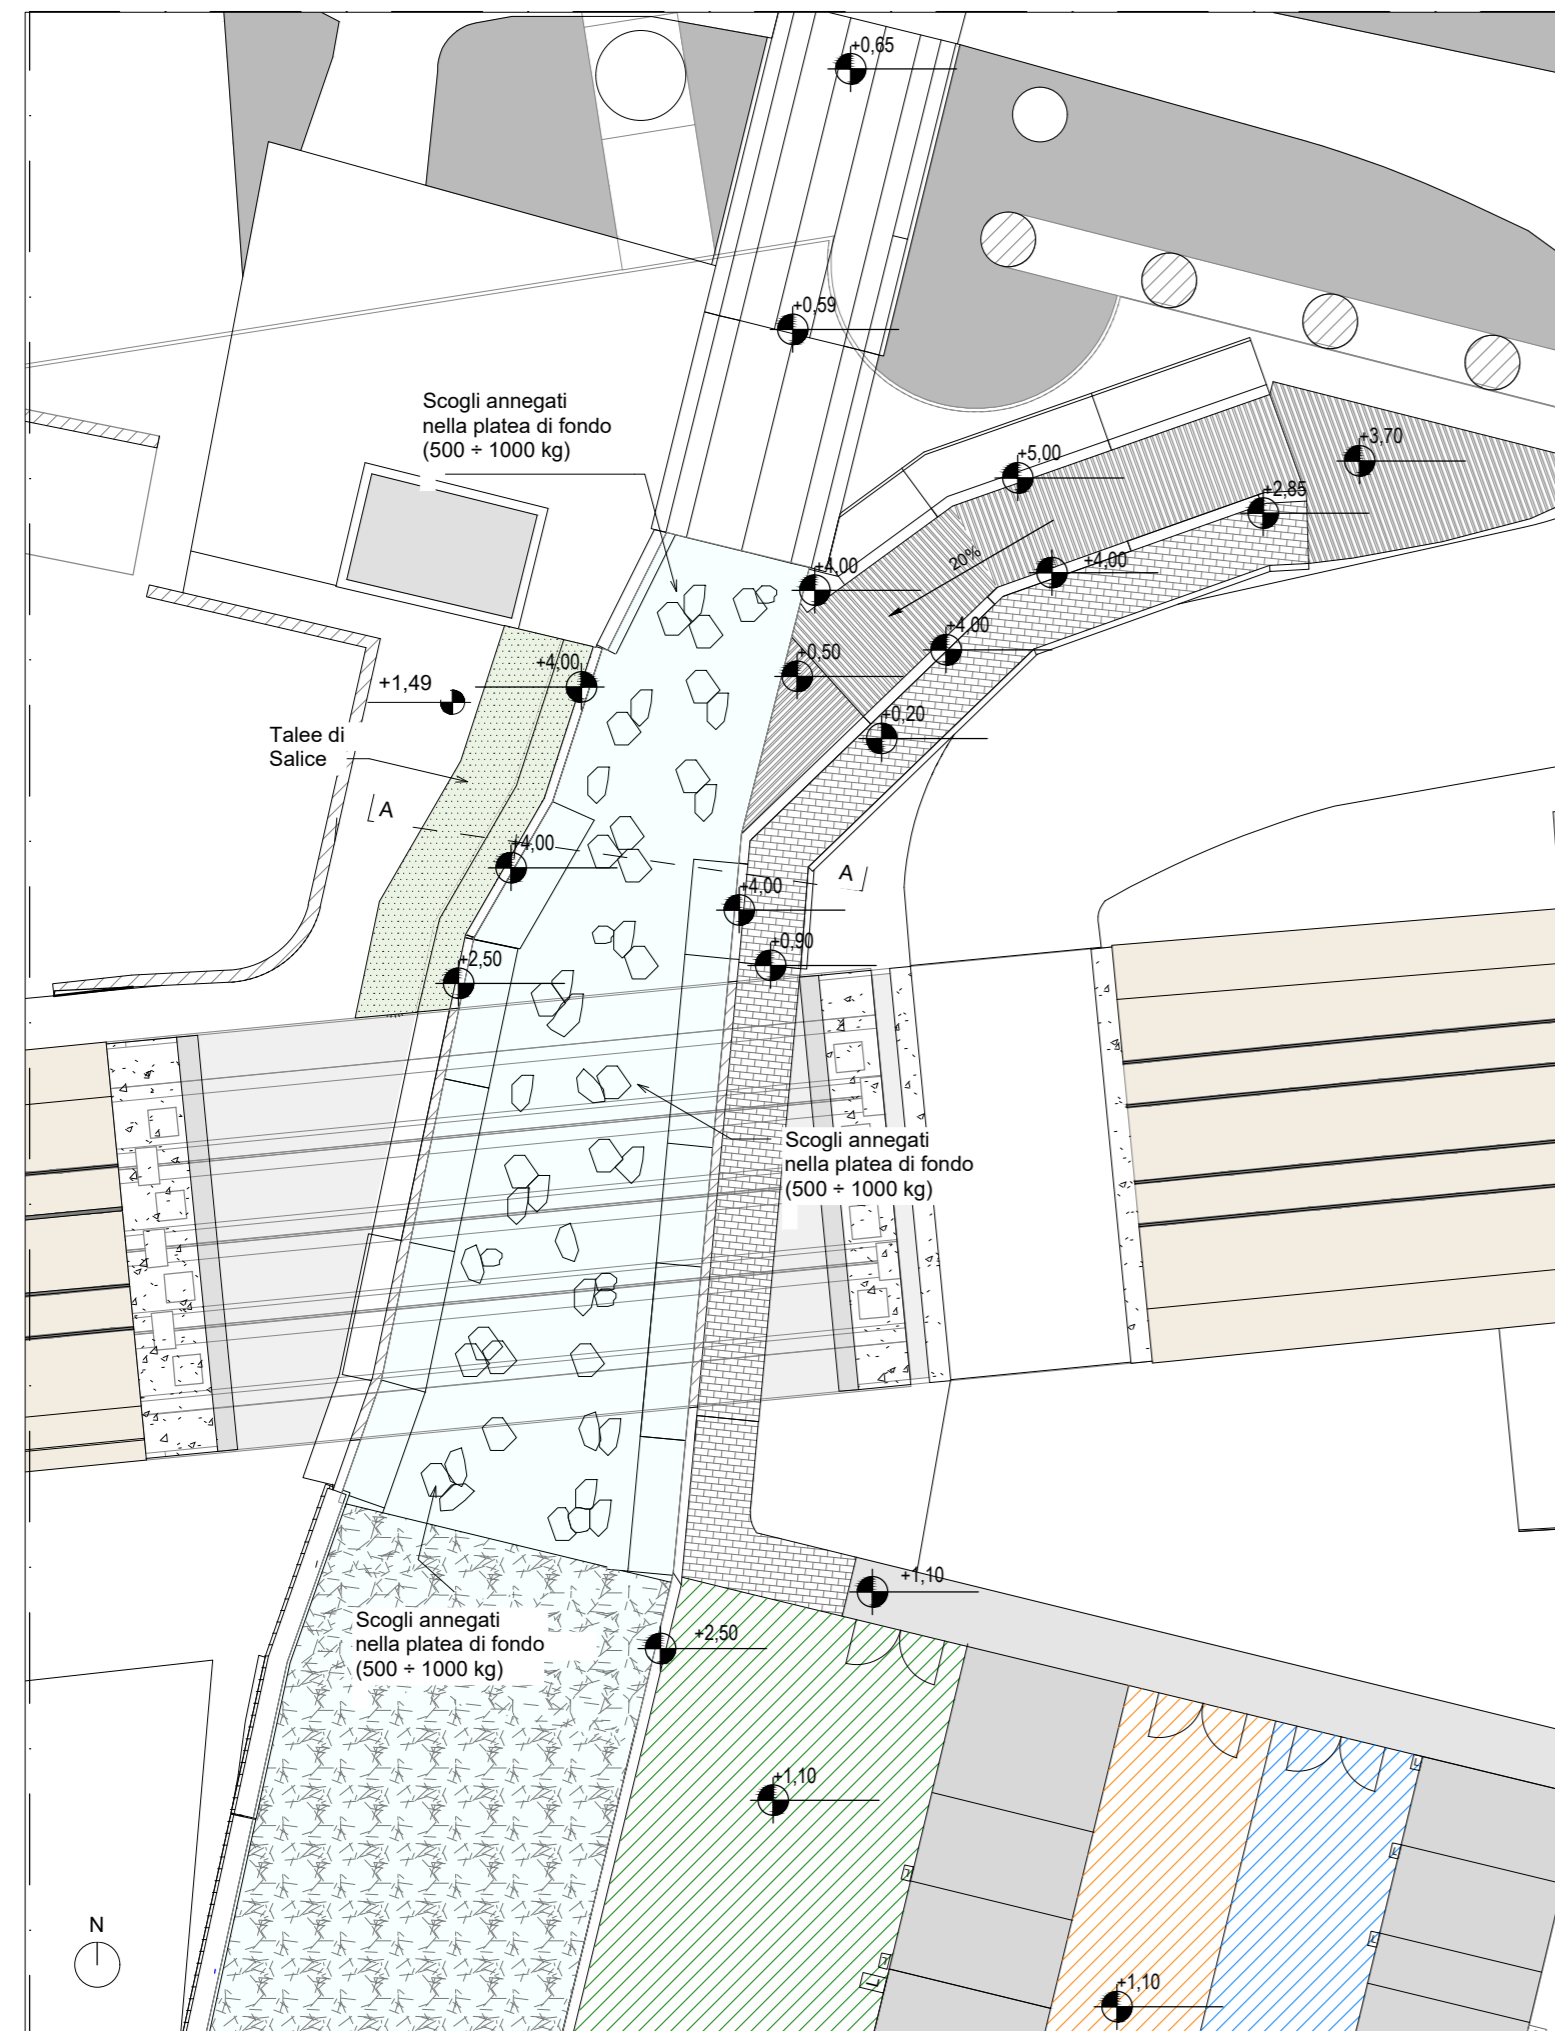 +0,65
+0,59
Scogli annegati
nella platea di fondo
(500 ÷ 1000 kg)
+5,00
+3,70
+2,85
20%
+4,00
+4,00
+4,00
+0,50
+4,00
+1,49
+0,20
Talee di
Salice
A
+4,00
A
+4,00
+0,90
+2,50
Scogli annegati
nella platea di fondo
(500 ÷ 1000 kg)
+1,10
Scogli annegati
nella platea di fondo
(500 ÷ 1000 kg)
+2,50
+1,10
N
+1,10